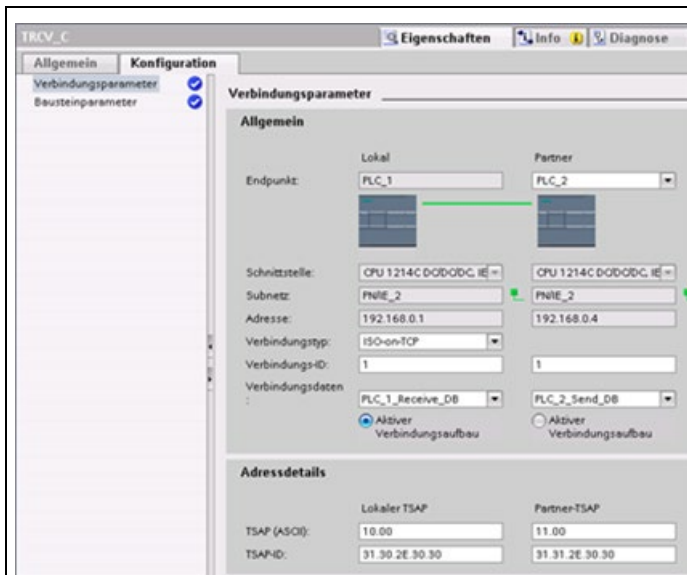 TRCV_C
Eigenschaften Info Diagnose
Allgemein Konfiguration
Verbindungsparameter
Bausteinparameter
Verbindungsparameter
Allgemein
Lokal Partner
Endpunkt: PLC_1 PLC_2
Schnittstelle: CPU 1214C DC/DC/DC, IE CPU 1214C DC/DC/DC, IE
Subnetz: PN/IE_2 PN/IE_2
Adresse: 192.168.0.1 192.168.0.4
Verbindungstyp: ISO-on-TCP
Verbindungs-ID: 1 1
Verbindungsdaten
: PLC_1_Receive_DB PLC_2_Send_DB
Aktiver Aktiver
Verbindungsaufbau Verbindungsaufbau
Adressdetails
Lokaler TSAP Partner-TSAP
TSAP (ASCII): 10.00 11.00
TSAP-ID: 31.30.2E.30.30 31.31.2E.30.30